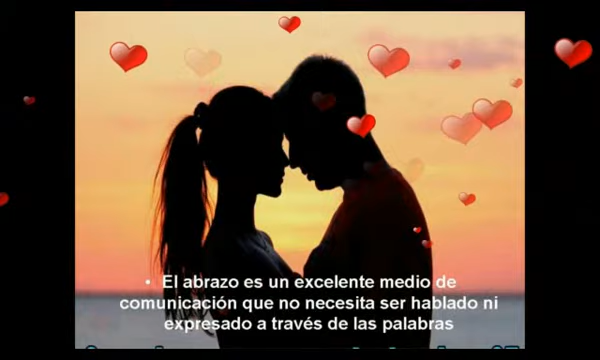 • El abrazo es un excelente medio de
comunicación que no necesita ser hablado ni
expresado a través de las palabras